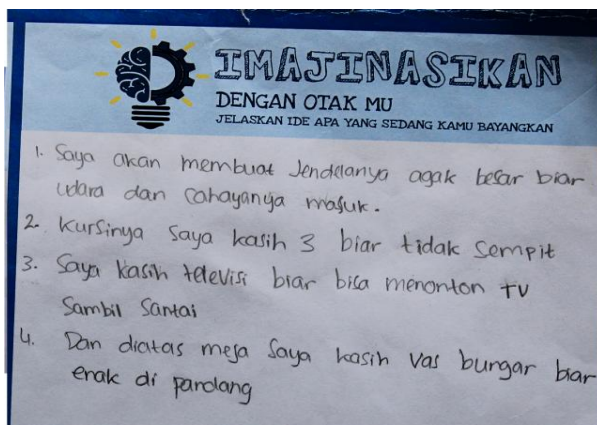 IMAJINASIKAN
DENGAN OTAK MU
JELASKAN IDE APA YANG SEDANG KAMU BAYANGKAN
1. Saya akan membuat Jendelanya agak besar biar
udara dan cahayanya masuk.
2. Kursinya saya kasih 3 biar tidak sempit
3. Saya kasih televisi biar bisa menonton TV
Sambil Santai
4. Dan diatas meja saya kasih vas bungar biar
enak di pandang